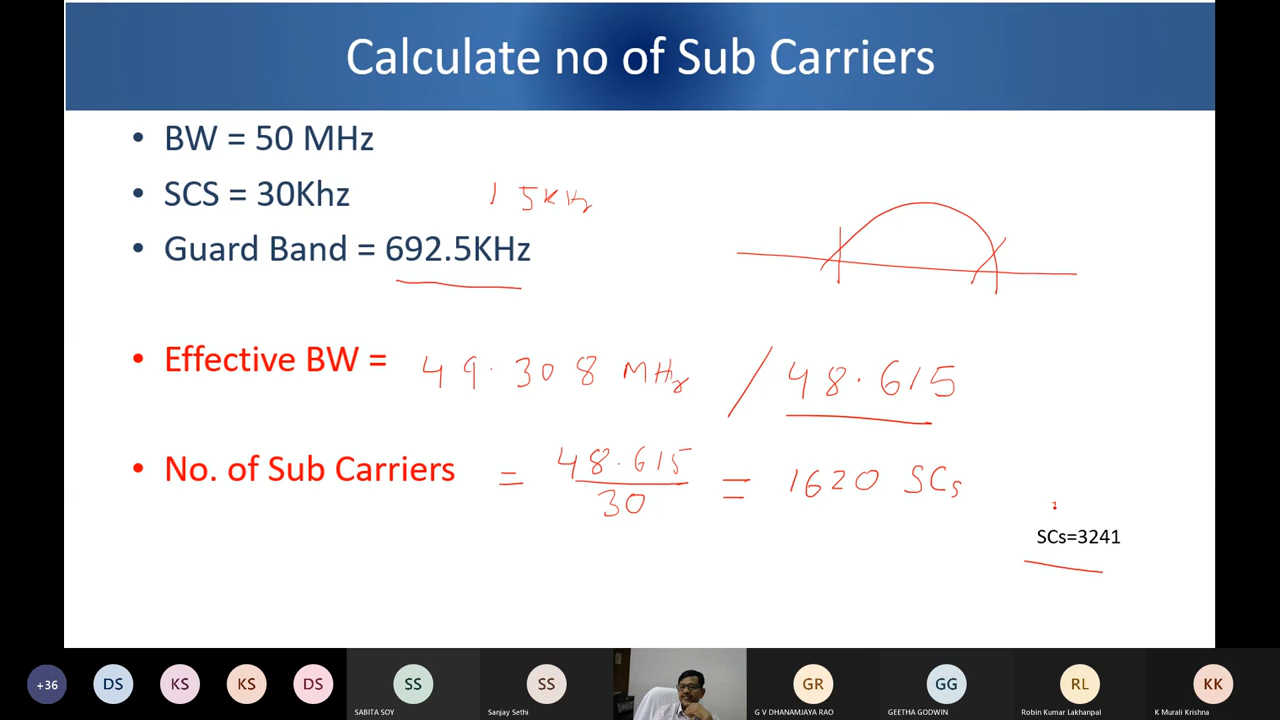 Calculate no of Sub Carriers
• BW = 50 MHz
• SCS = 30Khz
15KHz
• Guard Band = 692.5KHz
• Effective BW = 49.308 MHz / 48.615
• No. of Sub Carriers = 48.615 / 30 = 1620 SCs
SCs=3241
+36
DS
KS
KS
DS
SS
SABITA SOY
SS
Sanjay Sethi
GR
G V DHANAMJAYA RAO
GG
GEETHA GODWIN
RL
Robin Kumar Lakhanpal
KK
K Murali Krishna